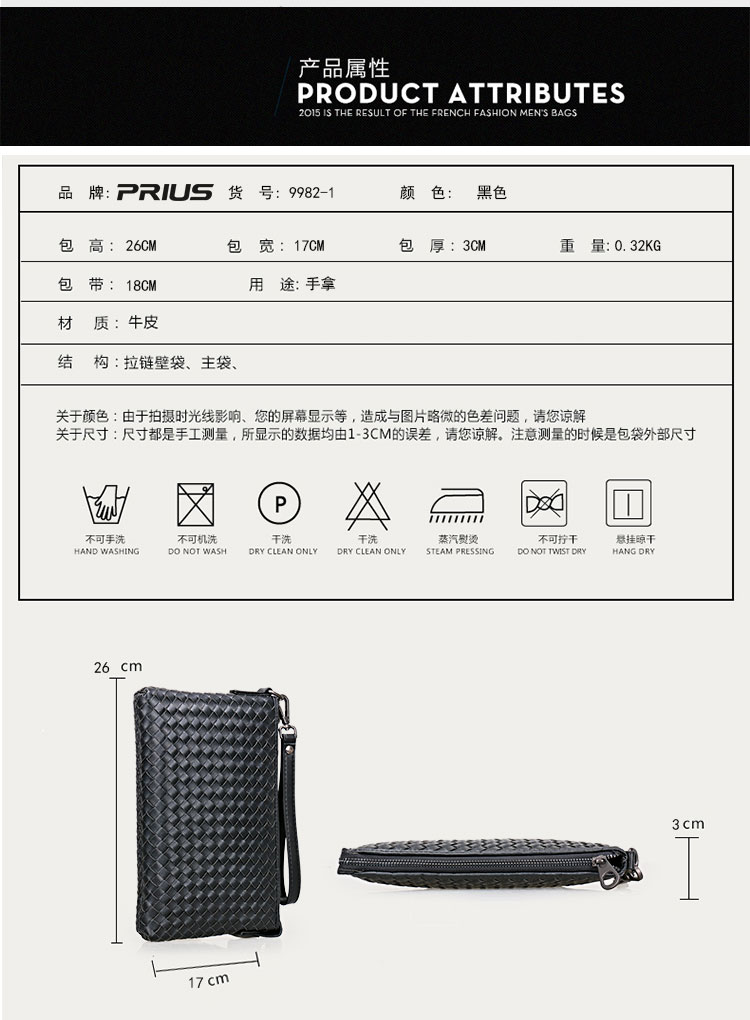 产品属性
PRODUCT ATTRIBUTES
2015 IS THE RESULT OF THE FRENCH FASHION MEN'S BAGS
品 牌: PRIUS 货 号: 9982-1 颜 色: 黑色
包 高: 26CM 包 宽: 17CM 包 厚: 3CM 重 量: 0.32KG
包 带: 18CM 用 途: 手拿
材 质: 牛皮
结 构: 拉链壁袋、主袋、
关于颜色：由于拍摄时光线影响、您的屏幕显示等，造成与图片略微的色差问题，请您谅解
关于尺寸：尺寸都是手工测量，所显示的数据均由1-3CM的误差，请您谅解。注意测量的时候是包袋外部尺寸
P
不可手洗 不可机洗 干洗 干洗 蒸汽熨烫 不可拧干 悬挂晾干
HAND WASHING DO NOT WASH DRY CLEAN ONLY DRY CLEAN ONLY STEAM PRESSING DO NOT TWIST DRY HANG DRY
26 cm
3 cm
17 cm